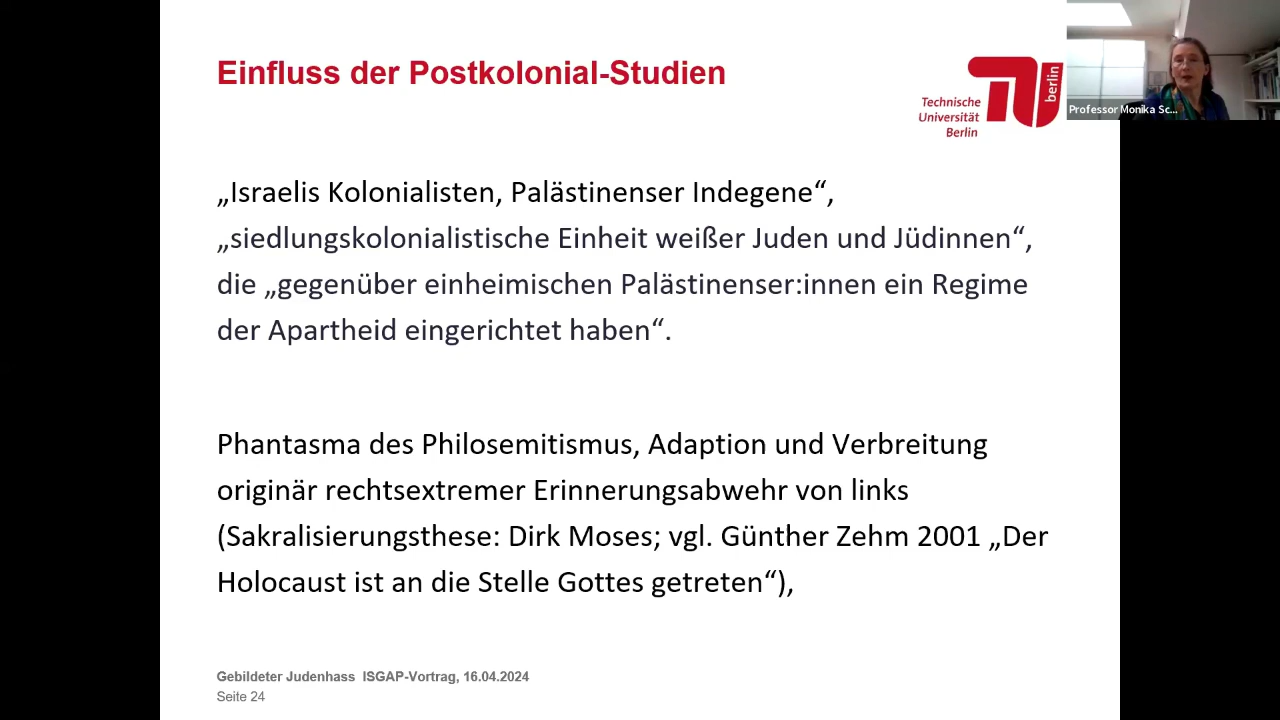 Einfluss der Postkolonial-Studien
Technische
Universität
Berlin
berlin
Professor Monika Sc...
„Israelis Kolonialisten, Palästinenser Indegene“,
„siedlungskolonialistische Einheit weißer Juden und Jüdinnen“,
die „gegenüber einheimischen Palästinenser:innen ein Regime
der Apartheid eingerichtet haben“.
Phantasma des Philosemitismus, Adaption und Verbreitung
originär rechtsextremer Erinnerungsabwehr von links
(Sakralisierungsthese: Dirk Moses; vgl. Günther Zehm 2001 „Der
Holocaust ist an die Stelle Gottes getreten“),
Gebildeter Judenhass ISGAP-Vortrag, 16.04.2024
Seite 24